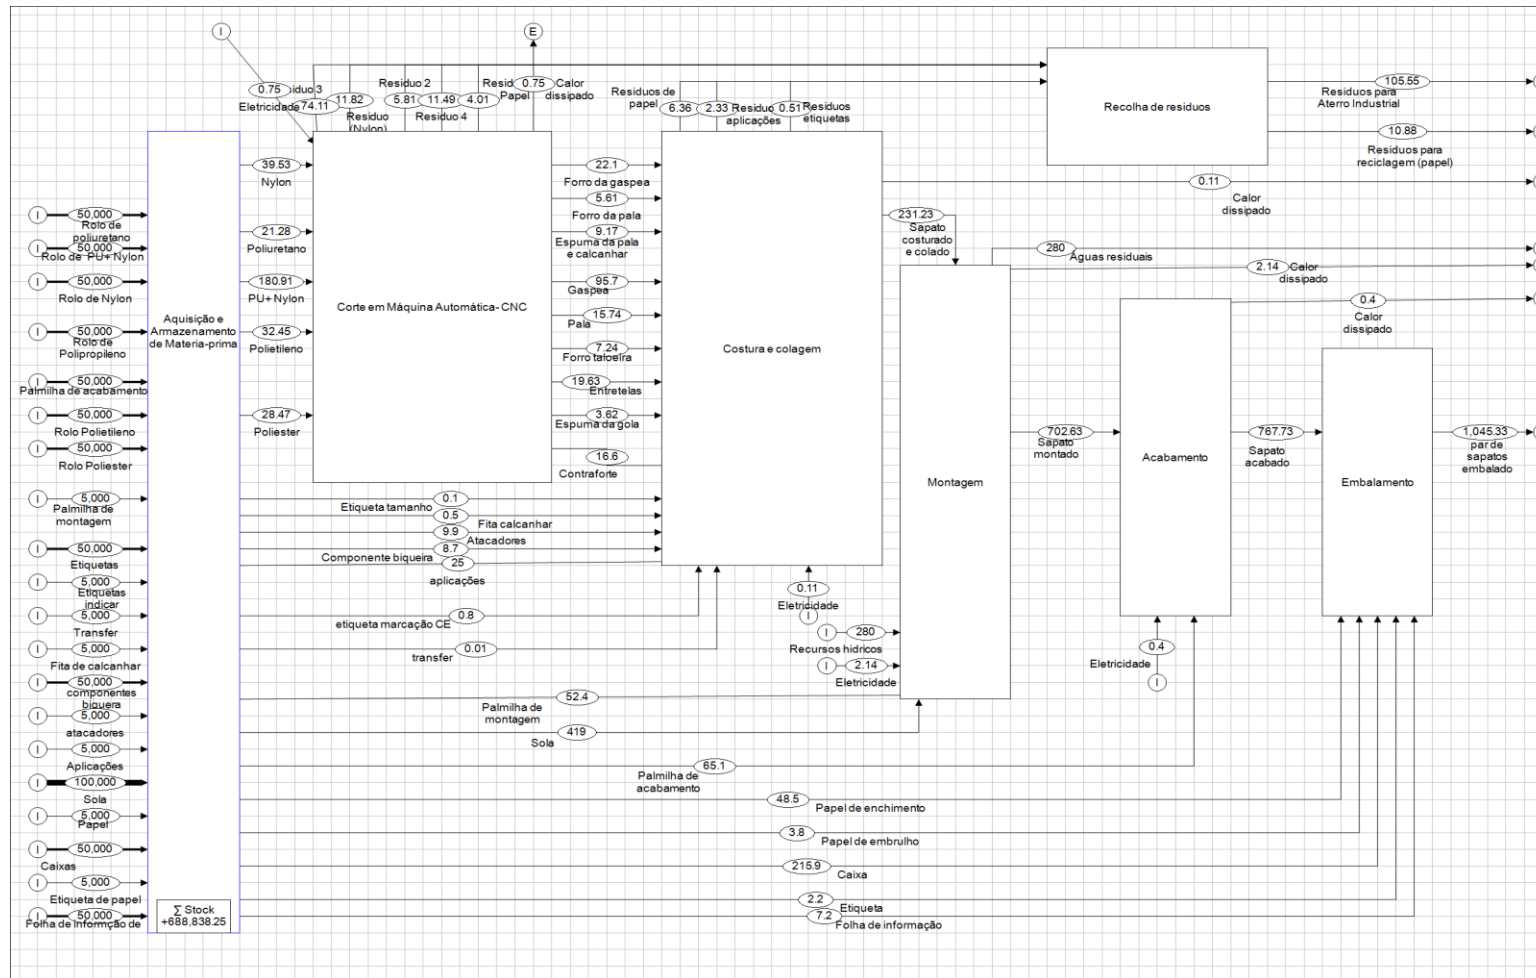 I
E
0.75
siduo 3
Eletricidade
74.11
11.82
Residuo
(Nylon)
Residuo 2
5.81
11.49
Residuo 4
4.01
Resid
Papel
0.75
Calor
dissipado
Residuos de
papel
6.36
2.33
Residuo
aplicações
0.51
Residuos
etiquetas
Recolha de residuos
105.55
Residuos para
Aterro Industrial
10.88
Residuos para
reciclagem (papel)
0.11
Calor
dissipado
I
50,000
Rolo de
poliuretano
I
50,000
Rolo de PU+ Nylon
I
50,000
Rolo de Nylon
I
50,000
Rolo de
Polipropileno
I
50,000
Palmilha de acabamento
I
50,000
Rolo Polietileno
I
50,000
Rolo Poliester
I
5,000
Palmilha de
montagem
I
50,000
Etiquetas
I
5,000
Etiquetas
indicar
I
5,000
Transfer
I
5,000
Fita de calcanhar
I
50,000
componentes
biquera
I
5,000
atacadores
I
5,000
Aplicações
I
100,000
Sola
I
5,000
Papel
I
50,000
Caixas
I
5,000
Etiqueta de papel
I
50,000
Folha de informção de
Aquisição e
Armazenamento
de Materia-prima
∑ Stock
+688,838.25
39.53
Nylon
21.28
Poliuretano
180.91
PU+ Nylon
32.45
Polietileno
28.47
Poliester
Corte em Máquina Automática- CNC
22.1
Forro da gaspea
5.61
Forro da pala
9.17
Espuma da pala
e calcanhar
95.7
Gaspea
15.74
Pala
7.24
Forro taloeira
19.63
Entretelas
3.62
Espuma da gola
16.6
Contraforte
0.1
Etiqueta tamanho
0.5
Fita calcanhar
9.9
Atacadores
8.7
Componente biqueira
25
aplicações
0.8
etiqueta marcação CE
0.01
transfer
52.4
Palmilha de
montagem
419
Sola
65.1
Palmilha de
acabamento
48.5
Papel de enchimento
3.8
Papel de embrulho
215.9
Caixa
2.2
Etiqueta
7.2
Folha de informação
Costura e colagem
0.11
Eletricidade
I
I
280
Recursos hidricos
I
2.14
Eletricidade
231.23
Sapato
costurado
e colado
280
Águas residuais
2.14
Calor
dissipado
Montagem
702.63
Sapato
montado
0.4
Calor
dissipado
Acabamento
0.4
Eletricidade
I
767.73
Sapato
acabado
Embalamento
1,045.33
par de
sapatos
embalado